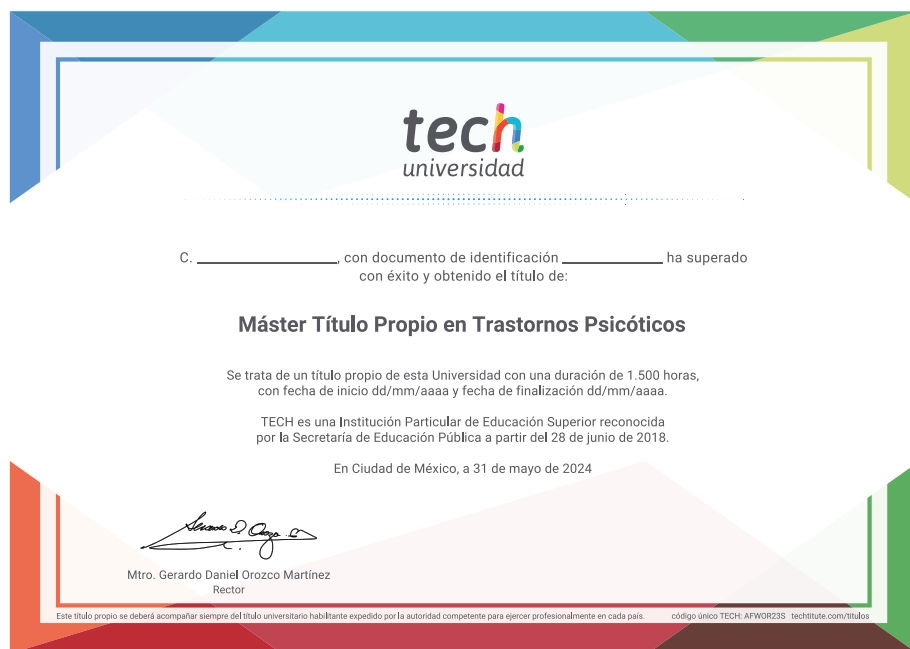 tech
universidad
C. ________________, con documento de identificación ____________ ha superado
con éxito y obtenido el título de:
Máster Título Propio en Trastornos Psicóticos
Se trata de un título propio de esta Universidad con una duración de 1.500 horas,
con fecha de inicio dd/mm/aaaa y fecha de finalización dd/mm/aaaa.
TECH es una Institución Particular de Educación Superior reconocida
por la Secretaría de Educación Pública a partir del 28 de junio de 2018.
En Ciudad de México, a 31 de mayo de 2024
Mtro. Gerardo Daniel Orozco Martínez
Rector
Este título propio se deberá acompañar siempre del título universitario habilitante expedido por la autoridad competente para ejercer profesionalmente en cada país. código único TECH: AFWOR23S techtitute.com/titulos